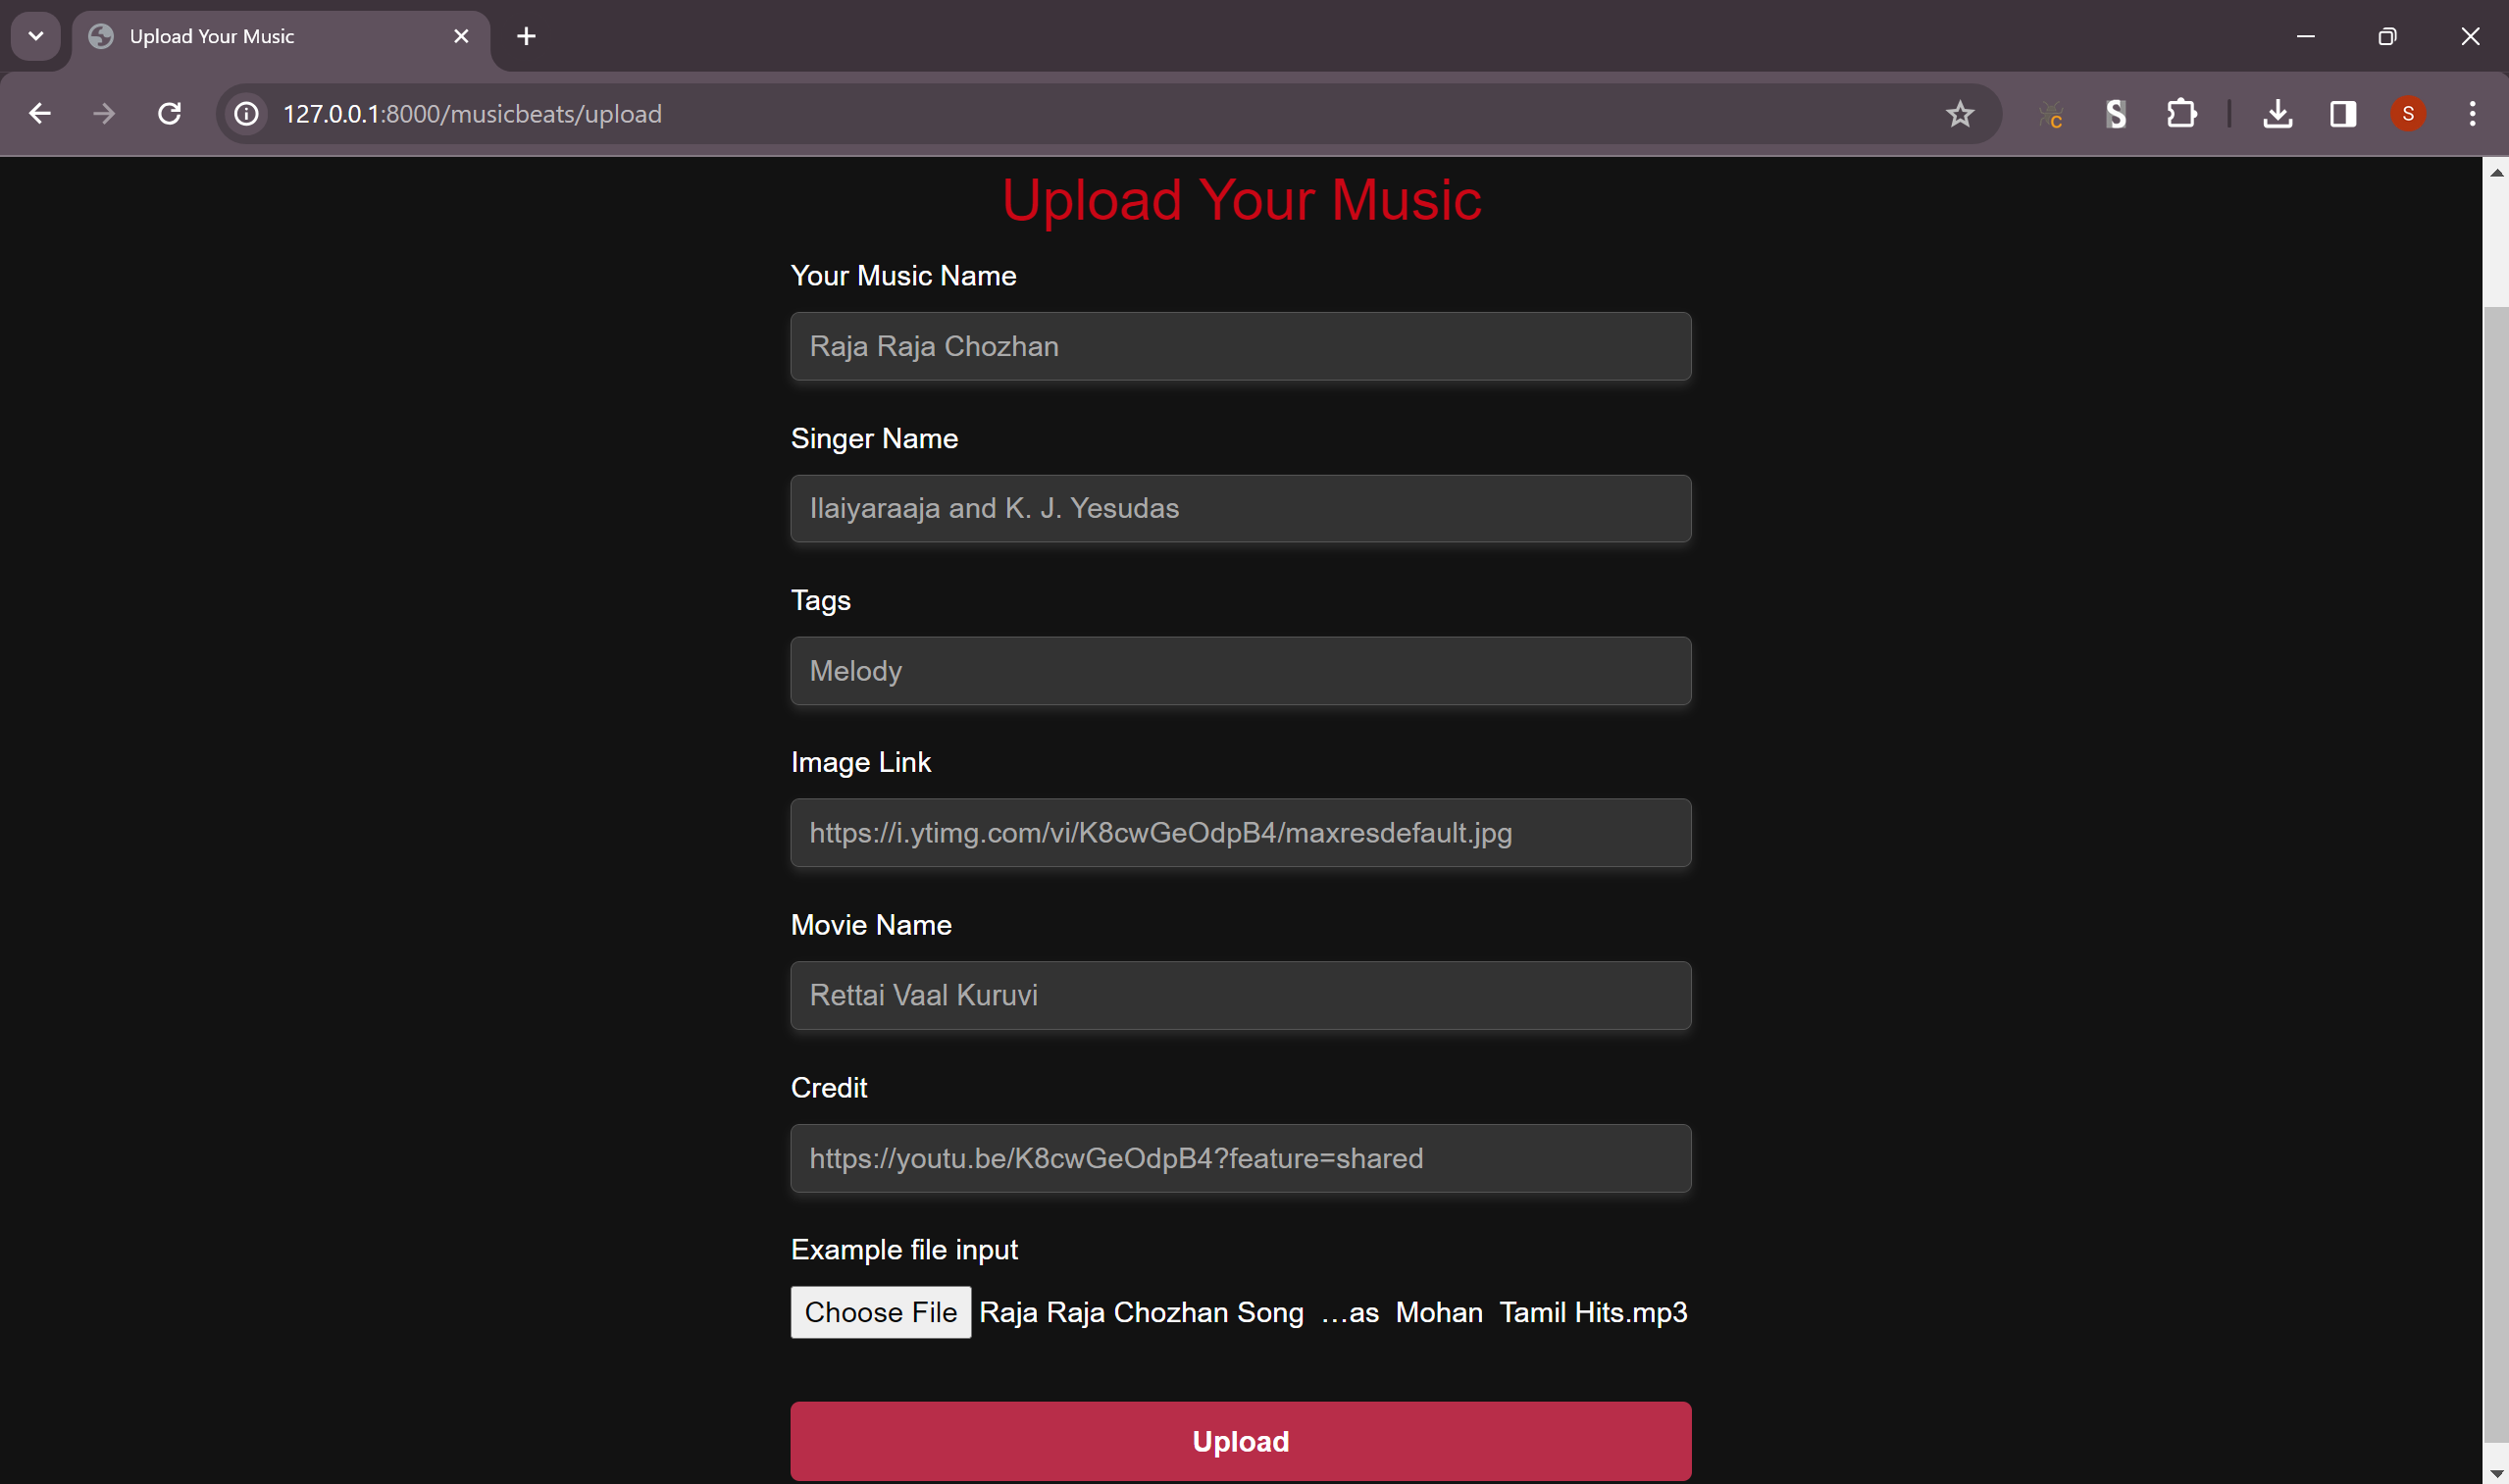 Upload Your Music
127.0.0.1:8000/musicbeats/upload
C
S
S
Upload Your Music
Your Music Name
Raja Raja Chozhan
Singer Name
Ilaiyaraaja and K. J. Yesudas
Tags
Melody
Image Link
https://i.ytimg.com/vi/K8cwGeOdpB4/maxresdefault.jpg
Movie Name
Rettai Vaal Kuruvi
Credit
https://youtu.be/K8cwGeOdpB4?feature=shared
Example file input
Choose File Raja Raja Chozhan Song ...as Mohan Tamil Hits.mp3
Upload